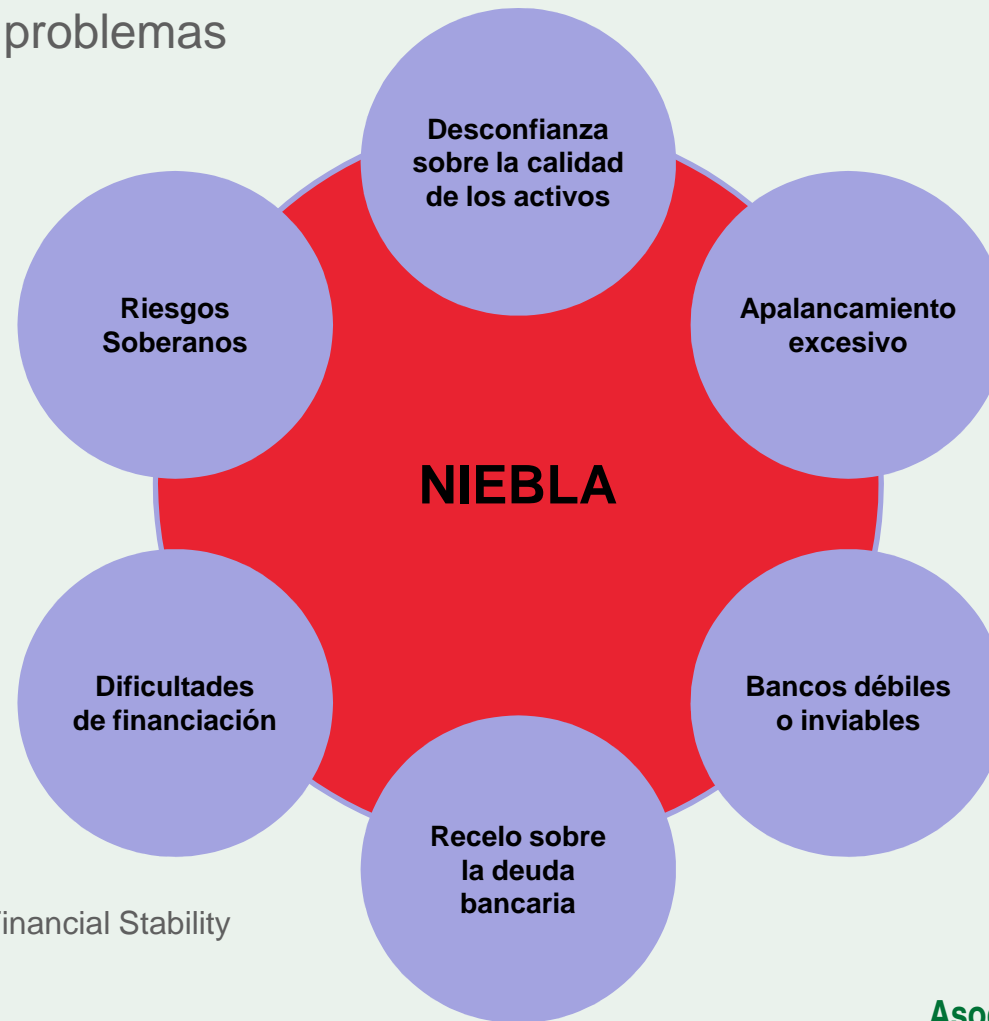 problemas
Desconfianza
sobre la calidad
de los activos
Riesgos
Soberanos
Apalancamiento
excesivo
NIEBLA
Dificultades
de financiación
Bancos débiles
o inviables
Recelo sobre
la deuda
bancaria
Financial Stability